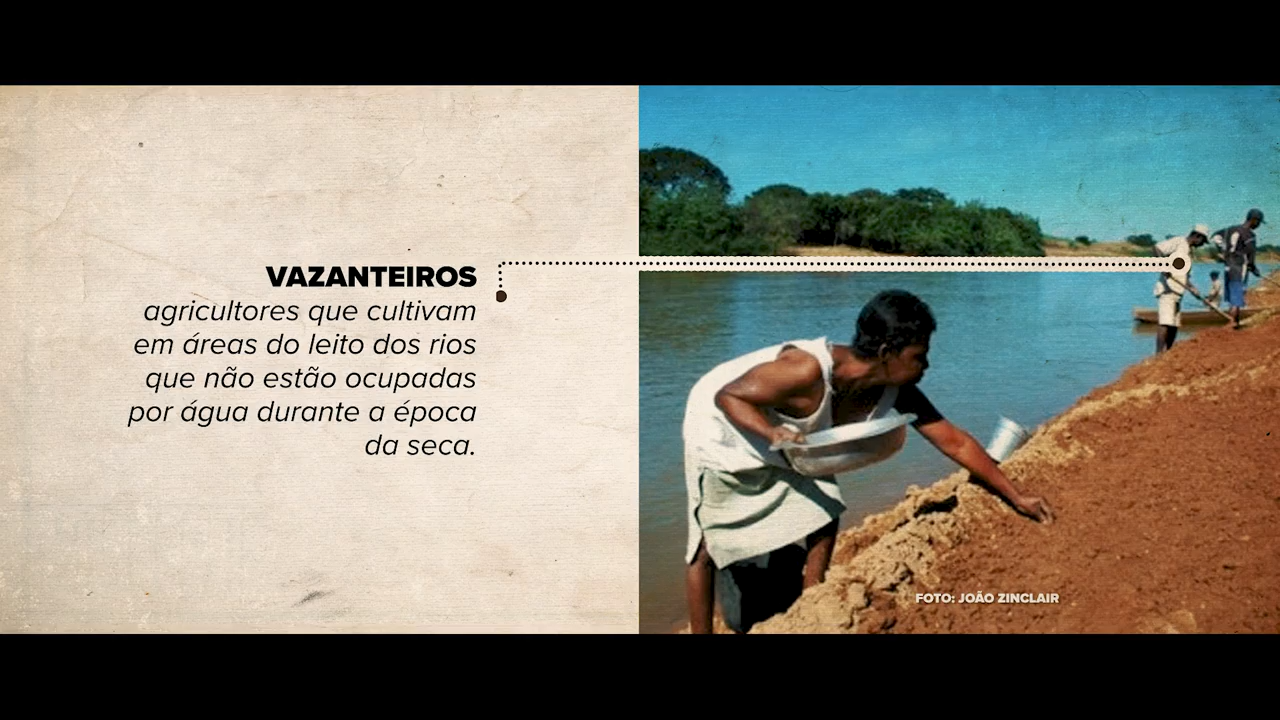 VAZANTEIROS
agricultores que cultivam
em áreas do leito dos rios
que não estão ocupadas
por água durante a época
da seca.
FOTO: JOÃO ZINCLAIR